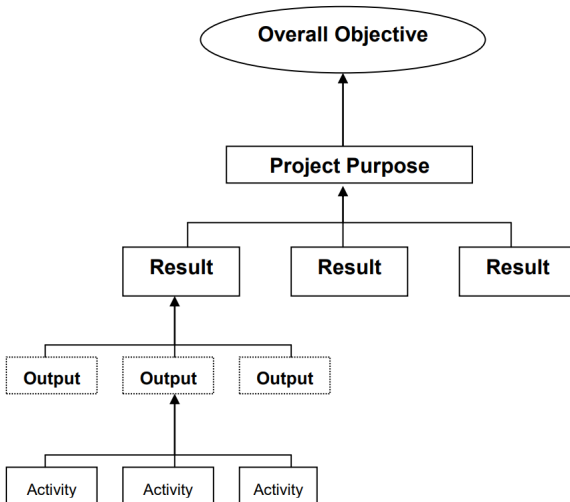 Overall Objective
Project Purpose
Result
Result
Result
Output
Output
Output
Activity
Activity
Activity